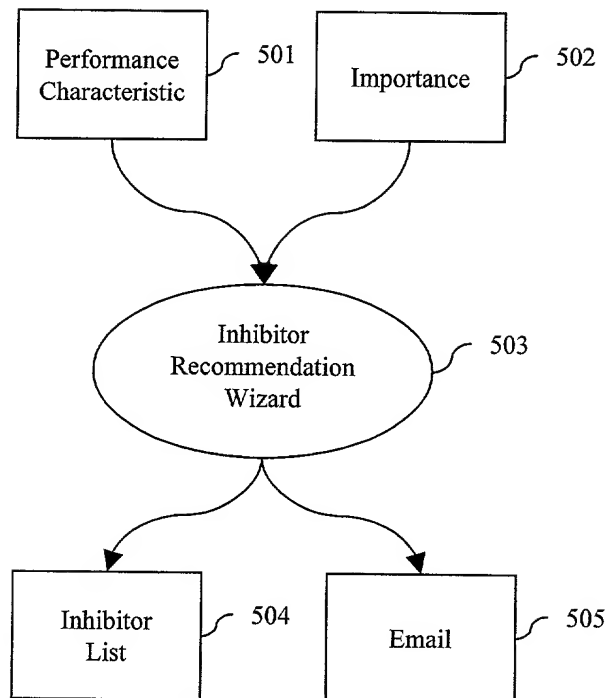 Performance
Characteristic
501
Importance
502
Inhibitor
Recommendation
Wizard
503
Inhibitor
List
504
Email
505